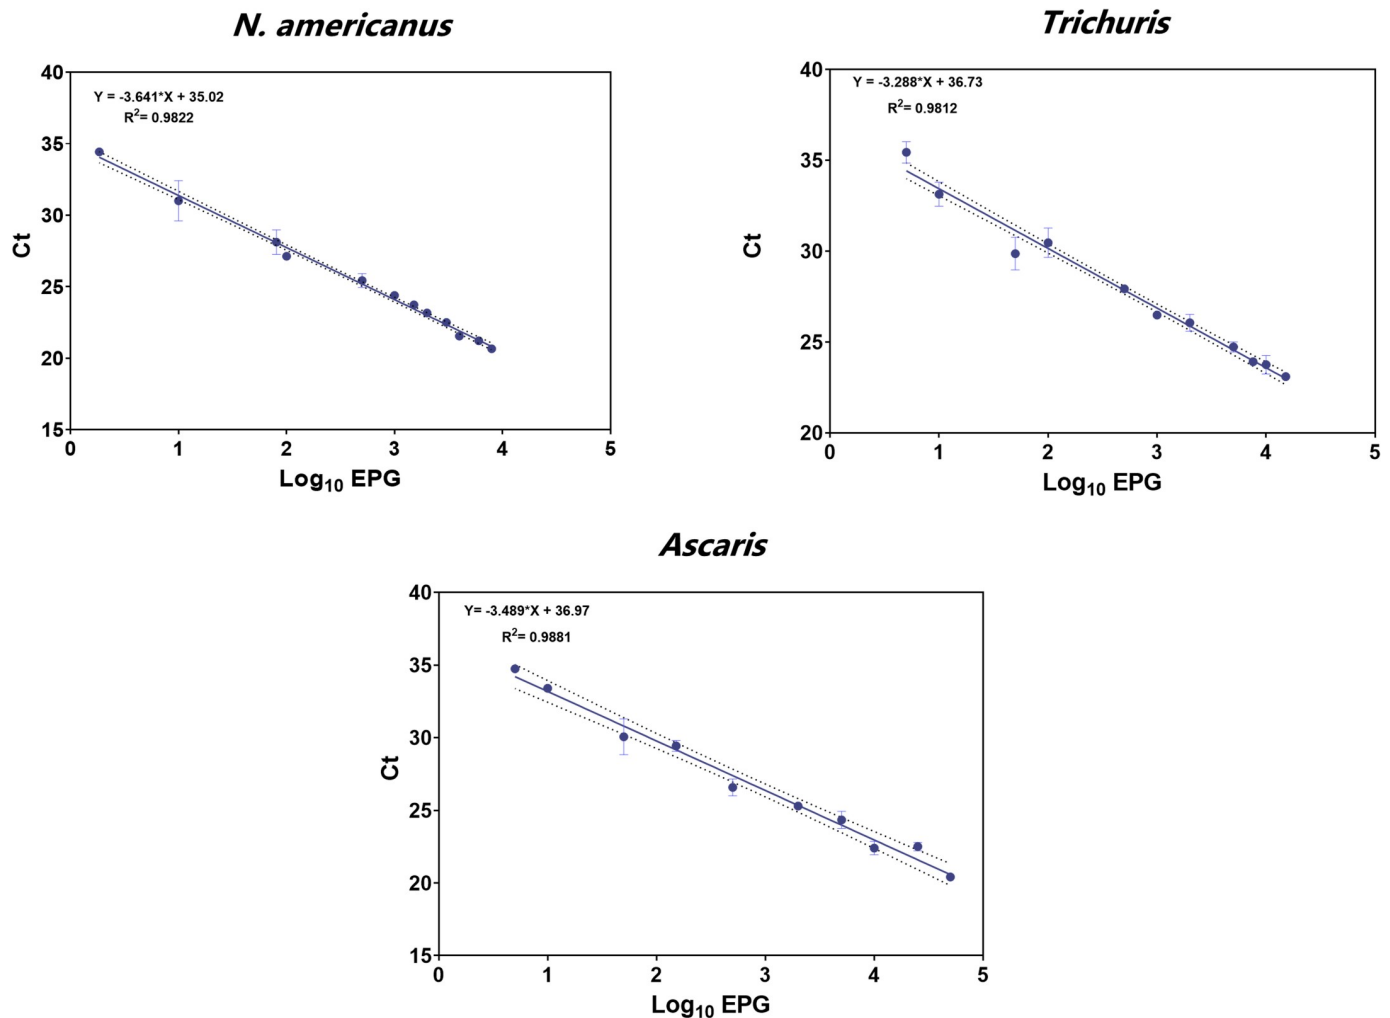 N. americanus
40
35
30
25
20
15
Ct
Y = -3.641*X + 35.02
R²= 0.9822
0 1 2 3 4 5
Log₁₀ EPG
Trichuris
40
35
30
25
20
Ct
Y = -3.288*X + 36.73
R²= 0.9812
0 1 2 3 4 5
Log₁₀ EPG
Ascaris
40
35
30
25
20
15
Ct
Y= -3.489*X + 36.97
R²= 0.9881
0 1 2 3 4 5
Log₁₀ EPG